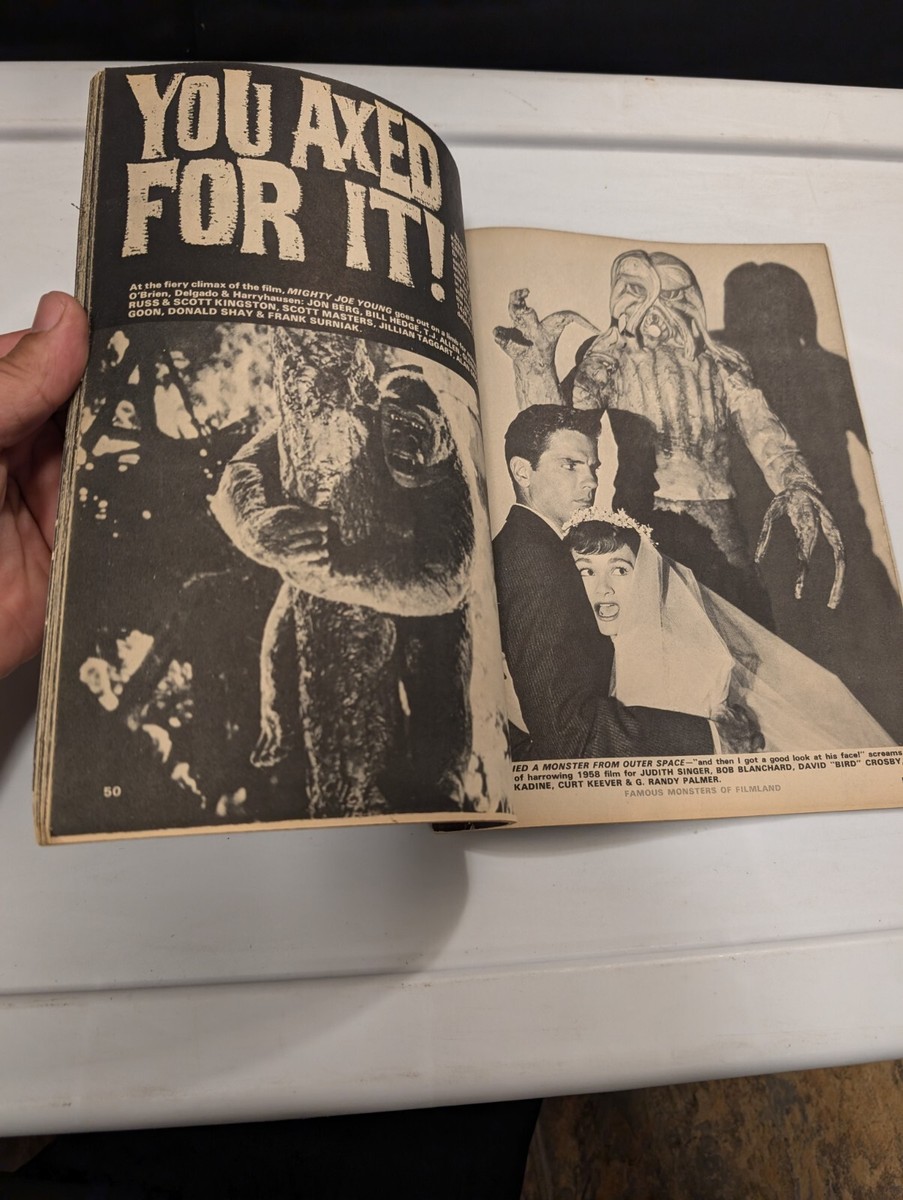 YOU AXED
FOR IT!
At the fiery climax of the film, MIGHTY JOE YOUNG goes out on a limb for
O'Brien, Delgado & Harryhausen: JON BERG, BILL HEDGE, T.J. ALLEN,
RUSS & SCOTT KINGSTON, SCOTT MASTERS, JILLIAN TAGGART,
GOON, DONALD SHAY & FRANK SURNIAK.
50
IED A MONSTER FROM OUTER SPACE—"and then I got a good look at his face!" screams
of harrowing 1958 film for JUDITH SINGER, BOB BLANCHARD, DAVID "BIRD" CROSBY,
KADINE, CURT KEEVER & G. RANDY PALMER.
FAMOUS MONSTERS OF FILMLAND